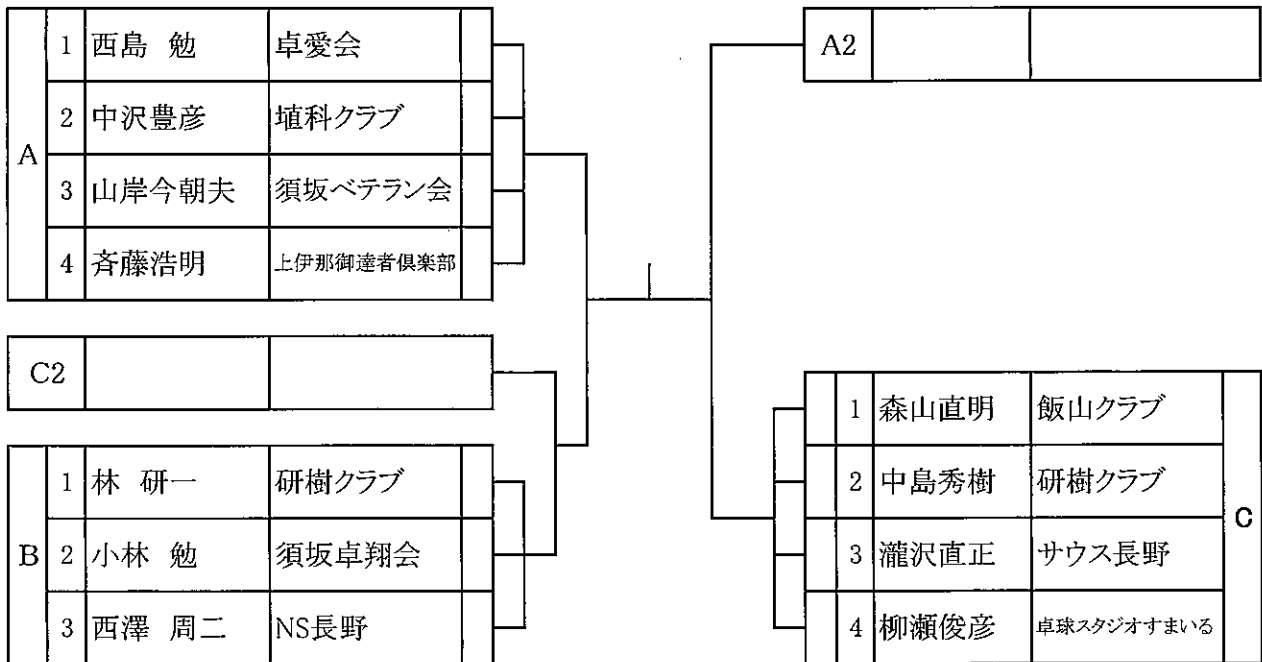 A
1 西島 勉 卓愛会
2 中沢豊彦 埴科クラブ
3 山岸今朝夫 須坂ベテラン会
4 斉藤浩明 上伊那御達者倶楽部
C2
B
1 林 研一 研樹クラブ
2 小林 勉 須坂卓翔会
3 西澤 周二 NS長野
A2
C
1 森山直明 飯山クラブ
2 中島秀樹 研樹クラブ
3 瀧沢直正 サウス長野
4 柳瀬俊彦 卓球スタジオすまいる